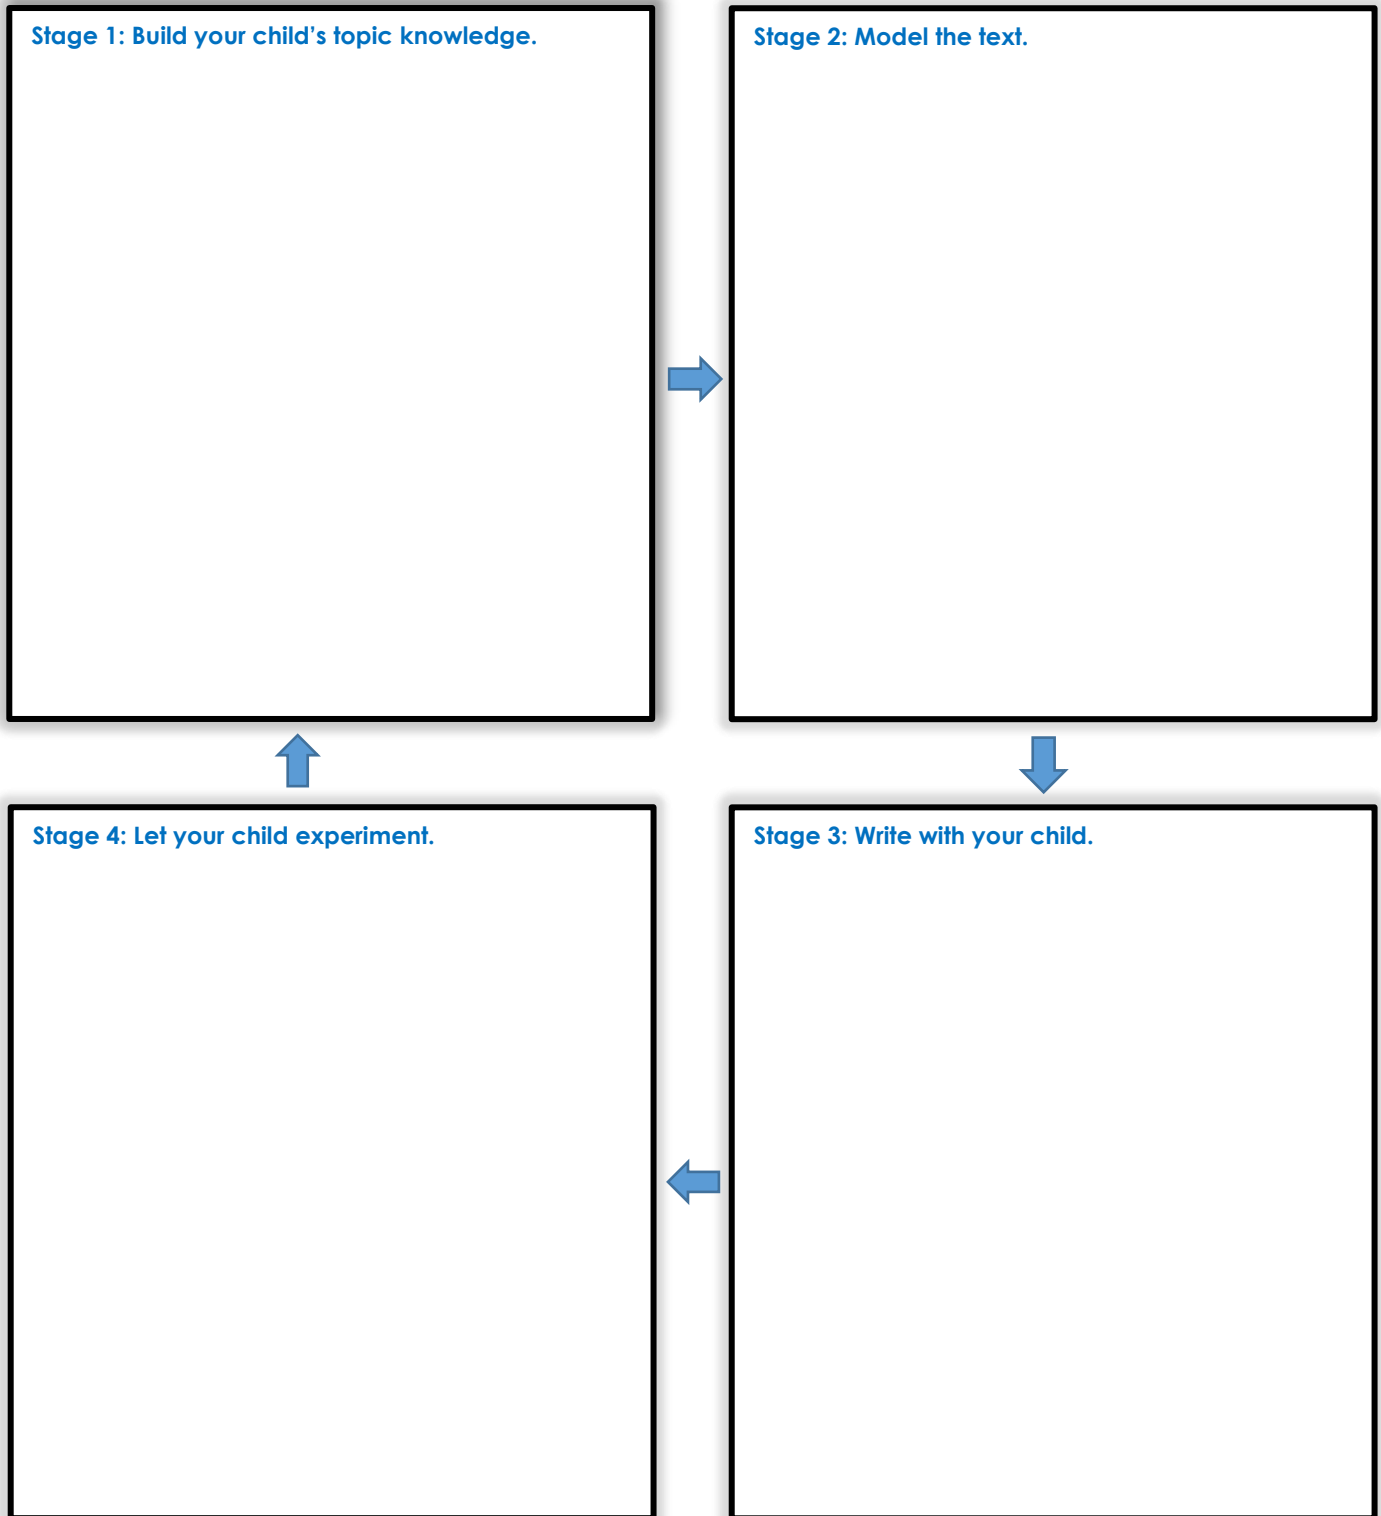 Stage 1: Build your child’s topic knowledge.
Stage 2: Model the text.
Stage 4: Let your child experiment.
Stage 3: Write with your child.